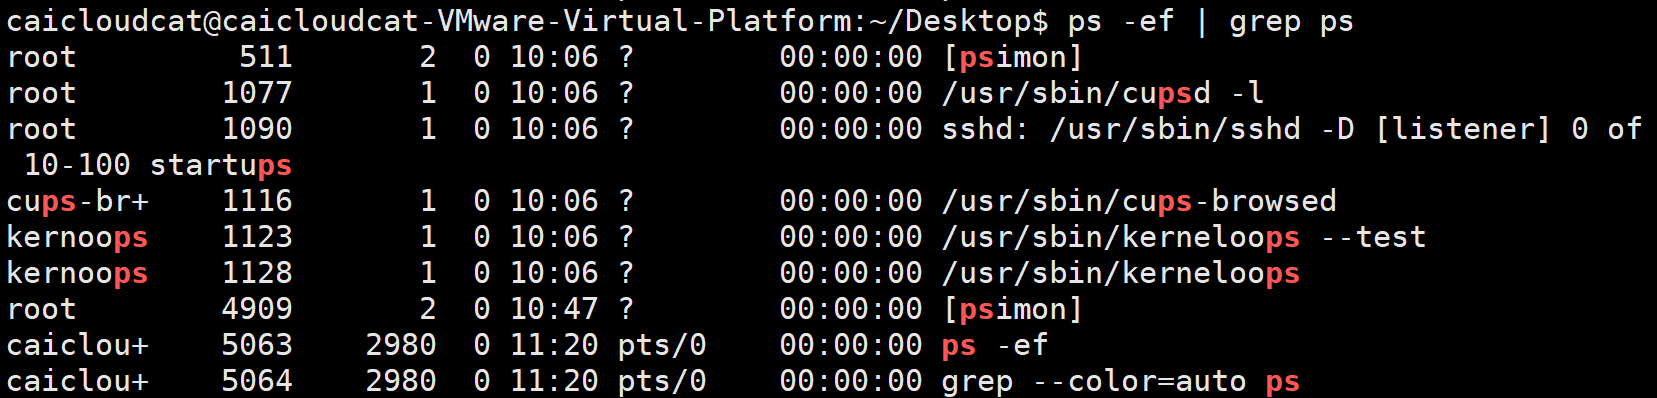 caicloudcat@caicloudcat-VMware-Virtual-Platform:~/Desktop$ ps -ef | grep ps
root         511       2  0 10:06 ?        00:00:00 [psimon]
root        1077       1  0 10:06 ?        00:00:00 /usr/sbin/cupsd -l
root        1090       1  0 10:06 ?        00:00:00 sshd: /usr/sbin/sshd -D [listener] 0 of
 10-100 startups
cups-br+    1116       1  0 10:06 ?        00:00:00 /usr/sbin/cups-browsed
kernoops    1123       1  0 10:06 ?        00:00:00 /usr/sbin/kerneloops --test
kernoops    1128       1  0 10:06 ?        00:00:00 /usr/sbin/kerneloops
root        4909       2  0 10:47 ?        00:00:00 [psimon]
caiclou+    5063    2980  0 11:20 pts/0    00:00:00 ps -ef
caiclou+    5064    2980  0 11:20 pts/0    00:00:00 grep --color=auto ps